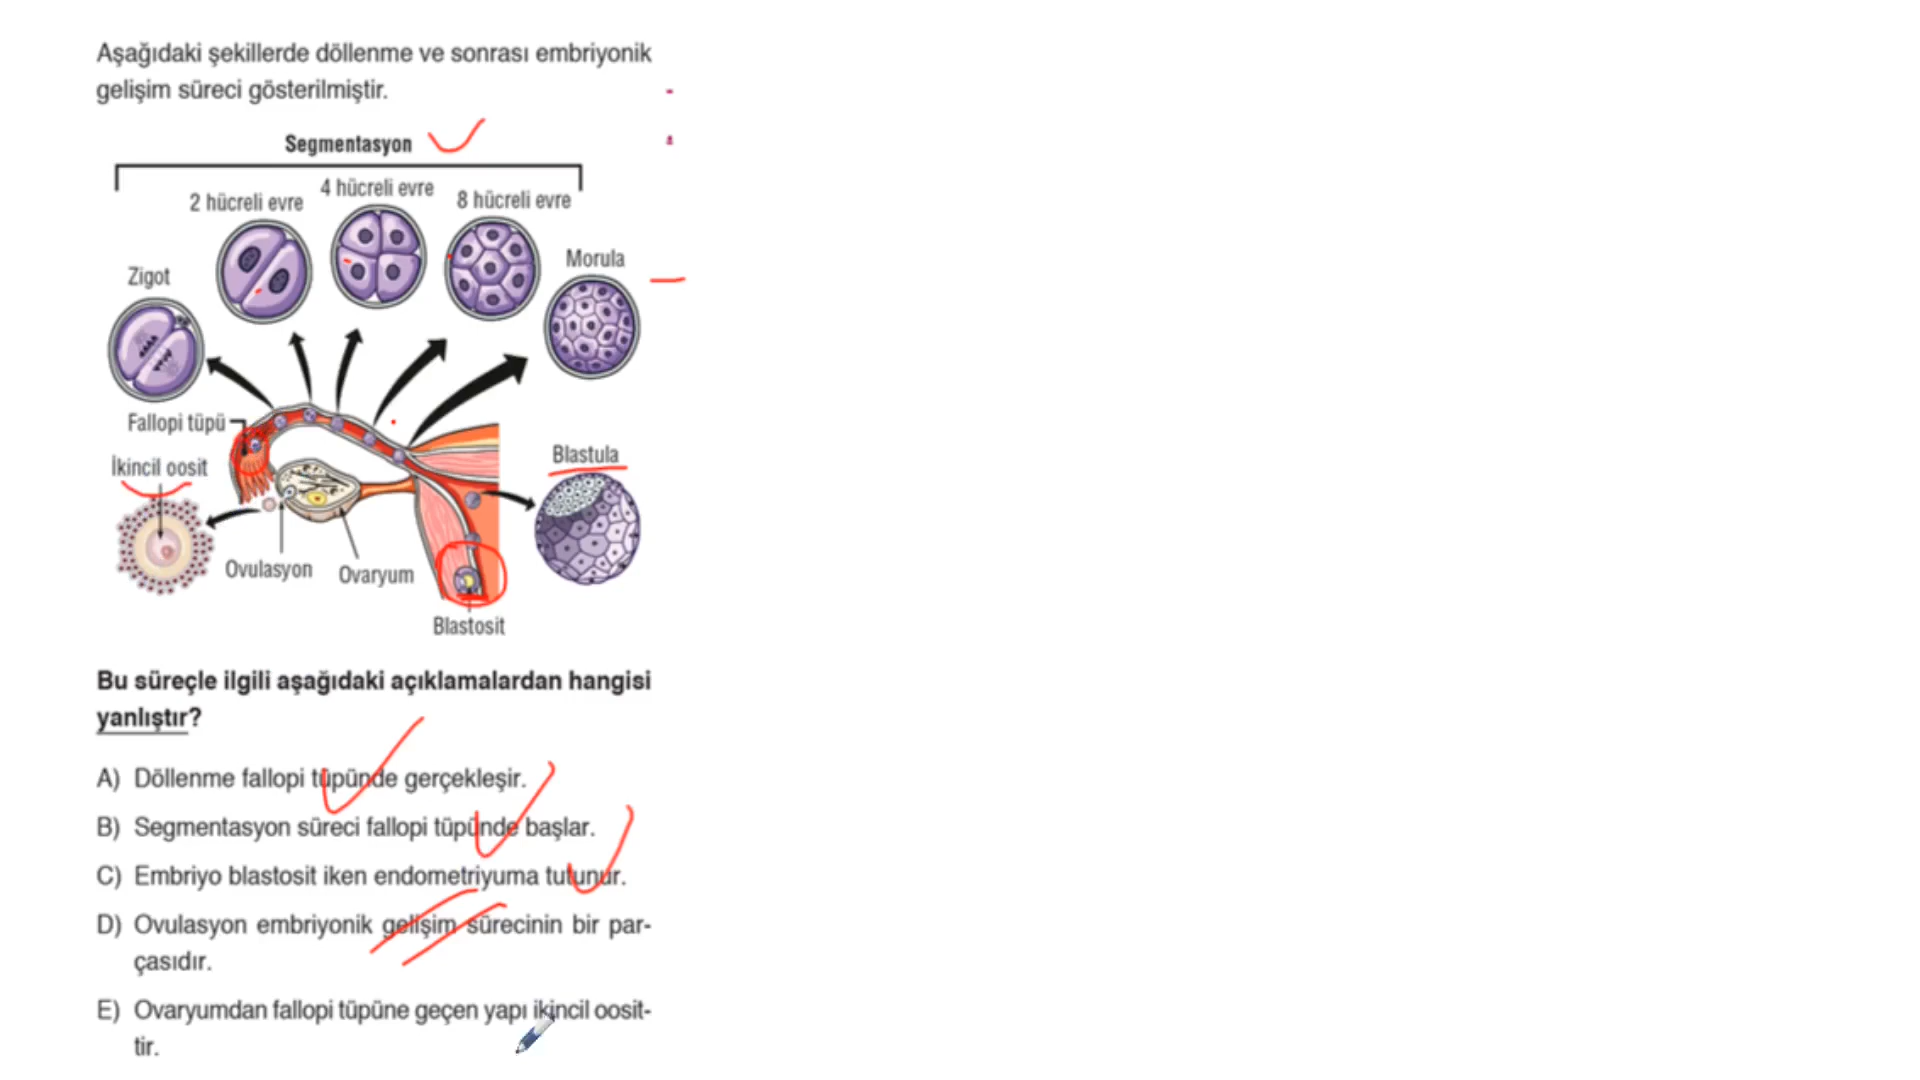 Aşağıdaki şekillerde döllenme ve sonrası embriyonik
gelişim süreci gösterilmiştir.
Segmentasyon
2 hücreli evre
4 hücreli evre
8 hücreli evre
Morula
Zigot
Fallopi tüpü
İkincil oosit
Blastula
Ovulasyon
Ovaryum
Blastosit
Bu süreçle ilgili aşağıdaki açıklamalardan hangisi
yanlıştır?
A) Döllenme fallopi tüpünde gerçekleşir.
B) Segmentasyon süreci fallopi tüpünde başlar.
C) Embriyo blastosit iken endometriyuma tutunur.
D) Ovulasyon embriyonik gelişim sürecinin bir par-
çasıdır.
E) Ovaryumdan fallopi tüpüne geçen yapı ikincil oosit-
tir.